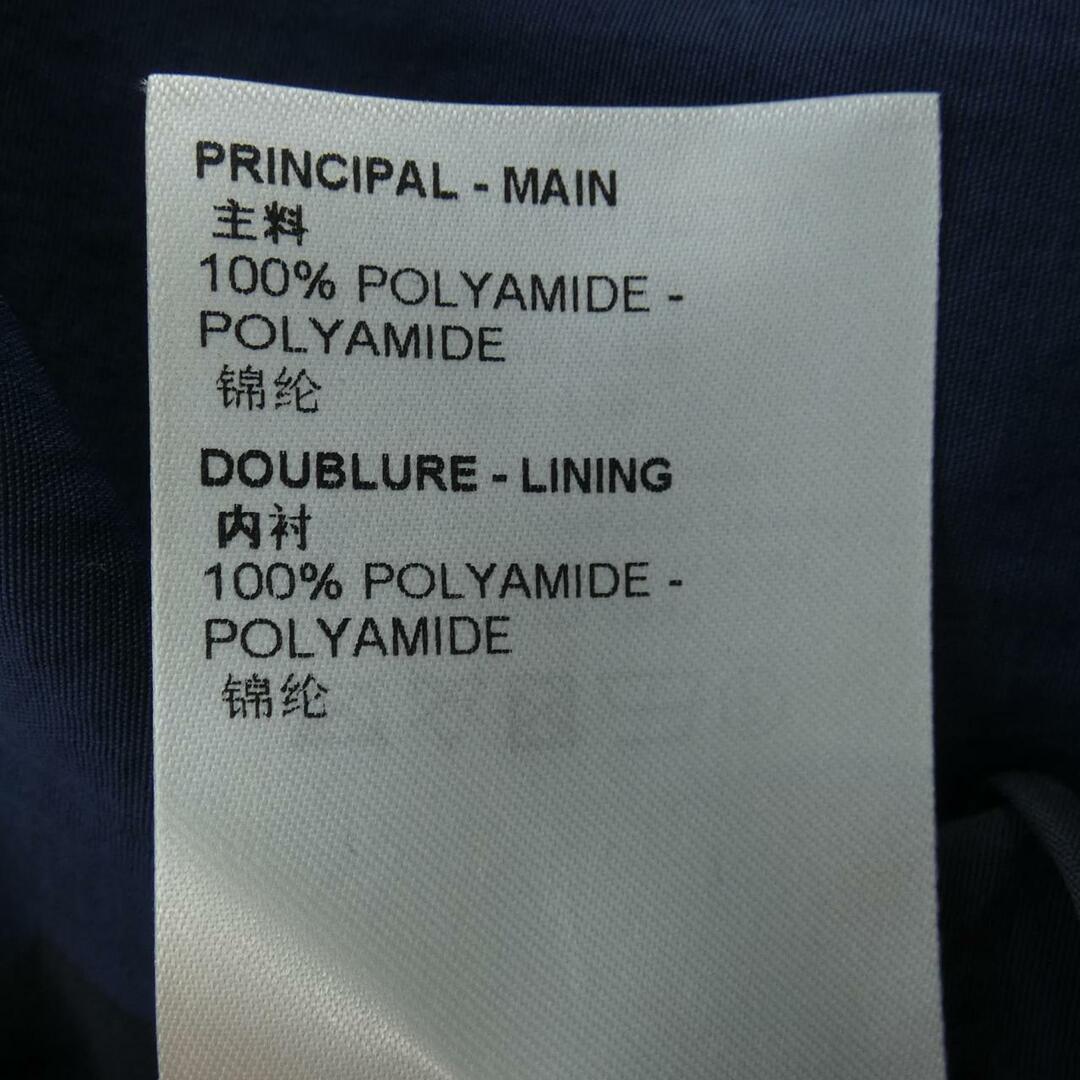 PRINCIPAL - MAIN
主料
100% POLYAMIDE -
POLYAMIDE
锦纶
DOUBLURE - LINING
内衬
100% POLYAMIDE -
POLYAMIDE
锦纶